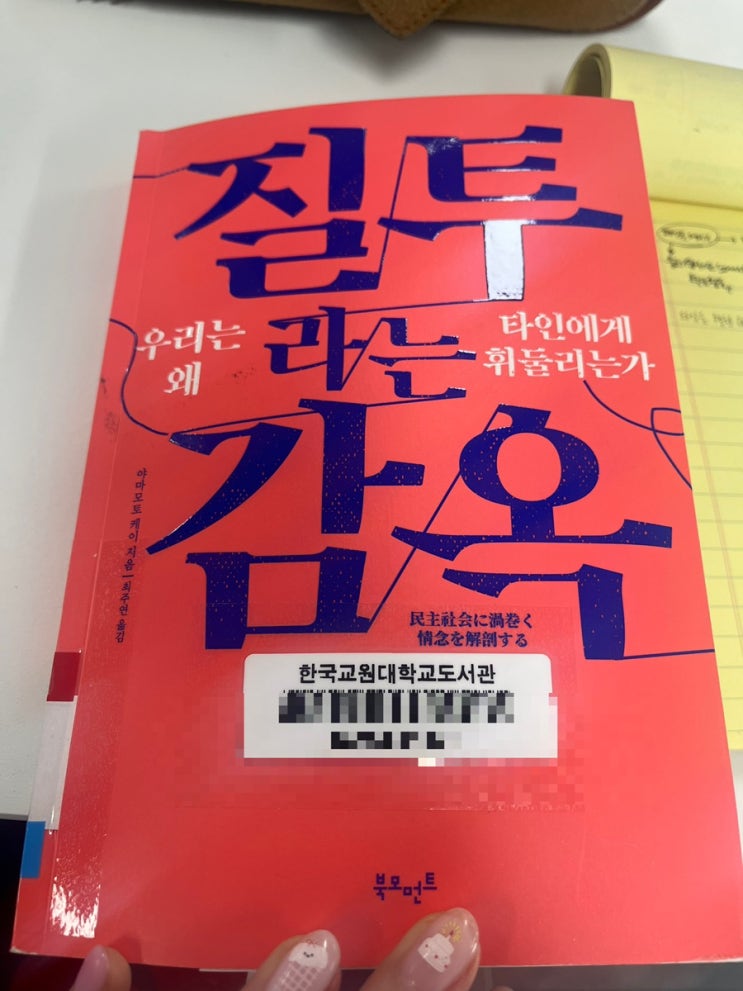 질투
라는
감옥
우리는
왜
타인에게
휘둘리는가
야마모토 케이 지음 | 최주연 옮김
民主社会に渦巻く
情念を解剖する
한국교원대학교도서관
북모먼트